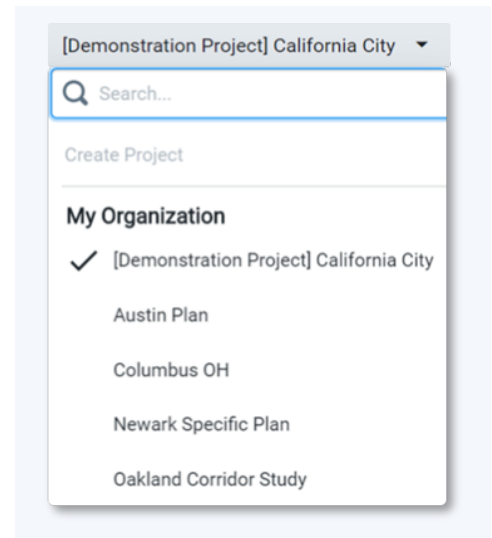 [Demonstration Project] California City
Search...
Create Project
My Organization
[Demonstration Project] California City
Austin Plan
Columbus OH
Newark Specific Plan
Oakland Corridor Study